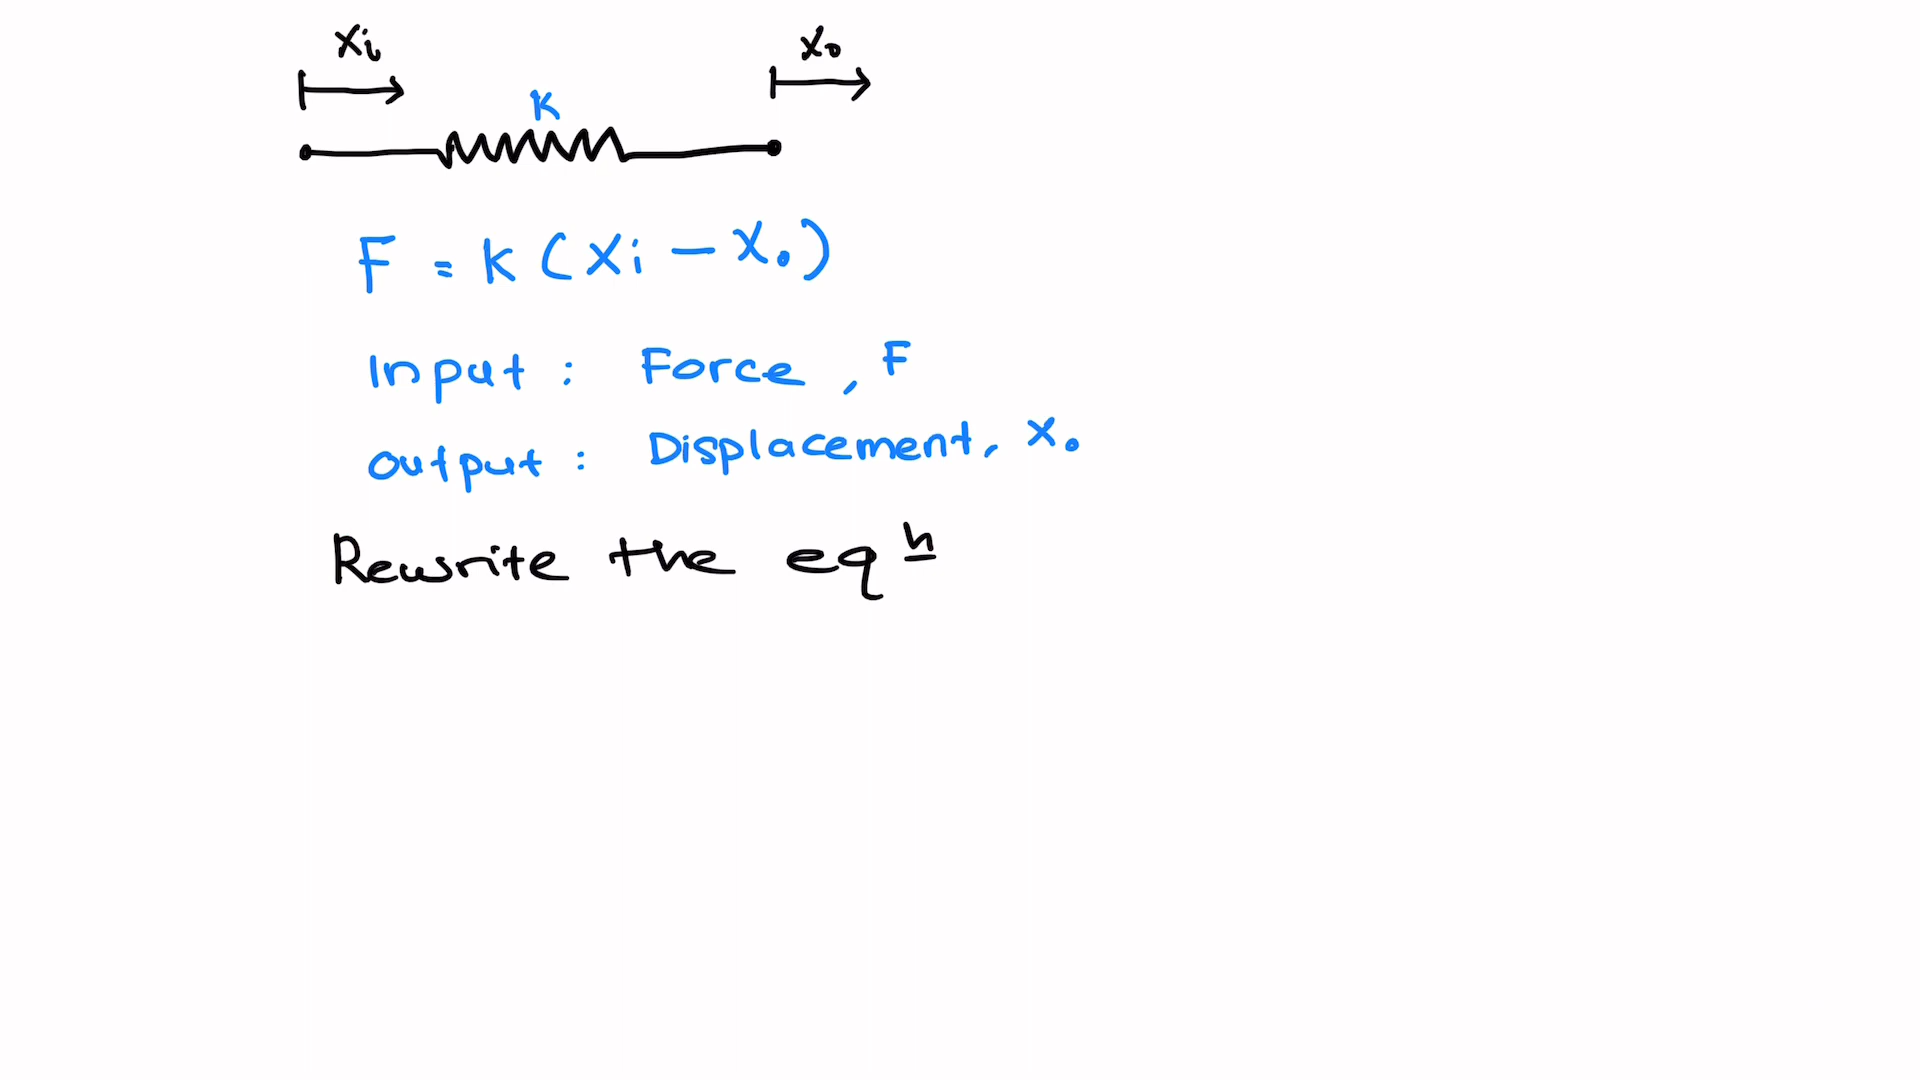 xi xo
K
F = k (xi - xo)
Input : Force , F
output : Displacement, xo
Rewrite the eqn